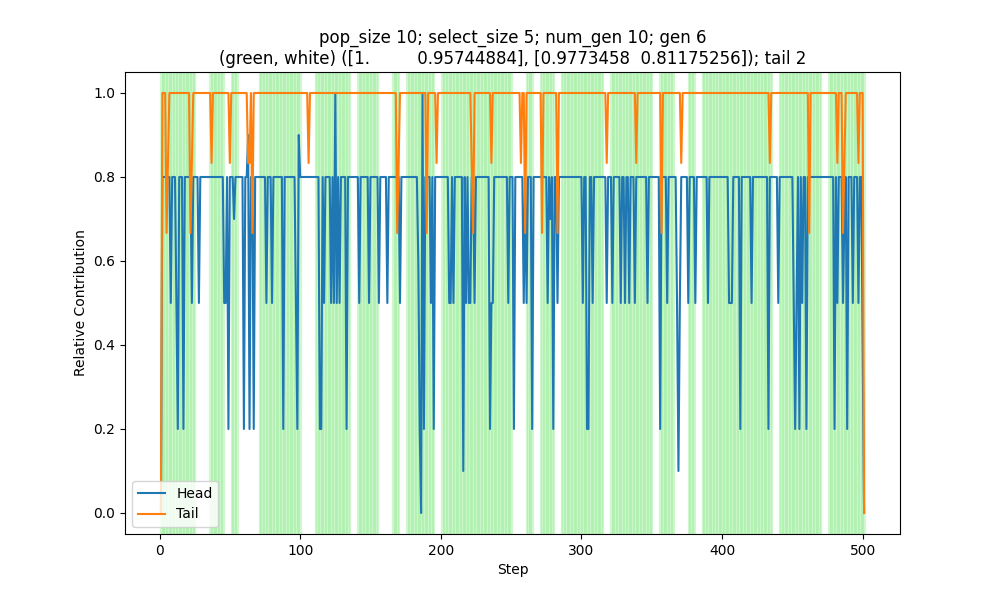 pop_size 10; select_size 5; num_gen 10; gen 6
(green, white) ([1.         0.95744884], [0.9773458  0.81175256]); tail 2
1.0
0.8
0.6
0.4
0.2
0.0
Relative Contribution
Head
Tail
0
100
200
300
400
500
Step